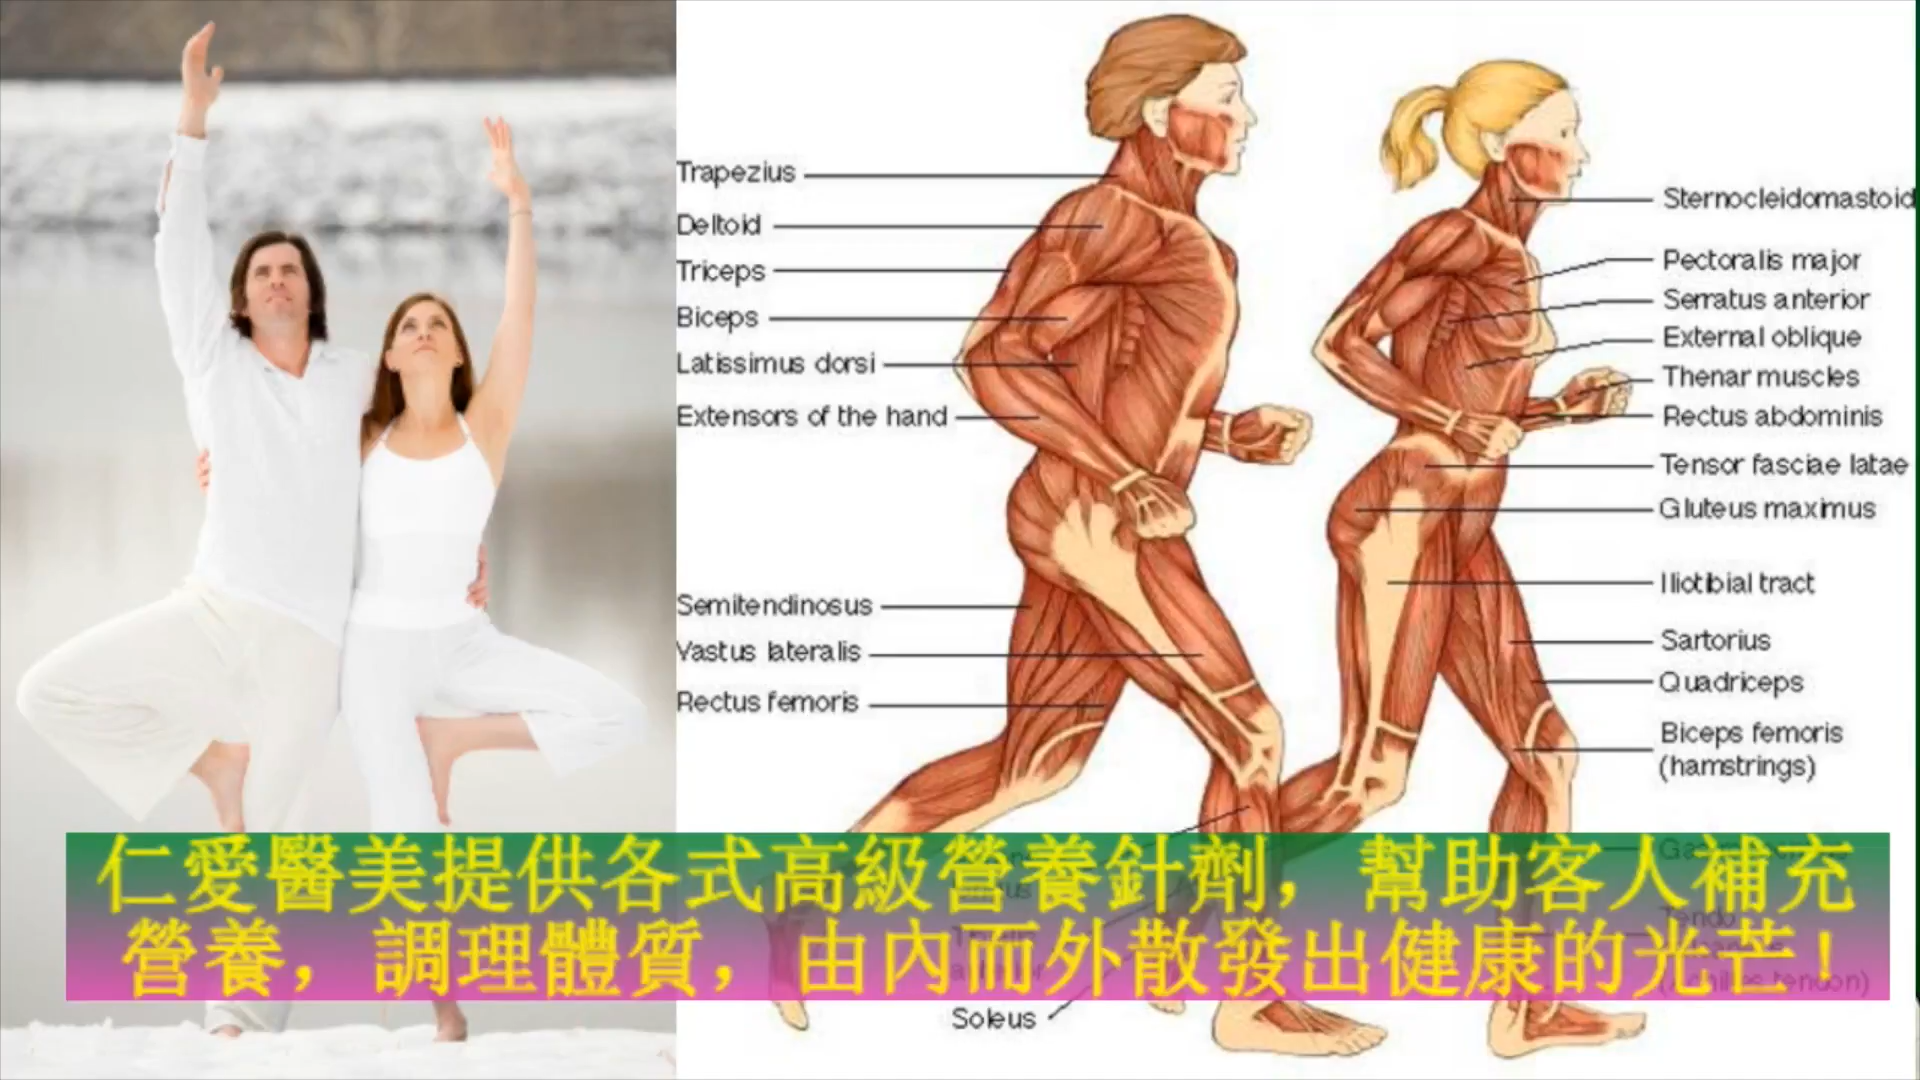 Trapezius
Deltoid
Triceps
Biceps
Latissimus dorsi
Extensors of the hand
Semitendinosus
Vastus lateralis
Rectus femoris
Sternocleidomastoid
Pectoralis major
Serratus anterior
External oblique
Thenar muscles
Rectus abdominis
Tensor fasciae latae
Gluteus maximus
Iliotibial tract
Sartorius
Quadriceps
Biceps femoris
(hamstrings)
仁愛醫美提供各式高級營養針劑，幫助客人補充
營養，調理體質，由內而外散發出健康的光芒！
Soleus